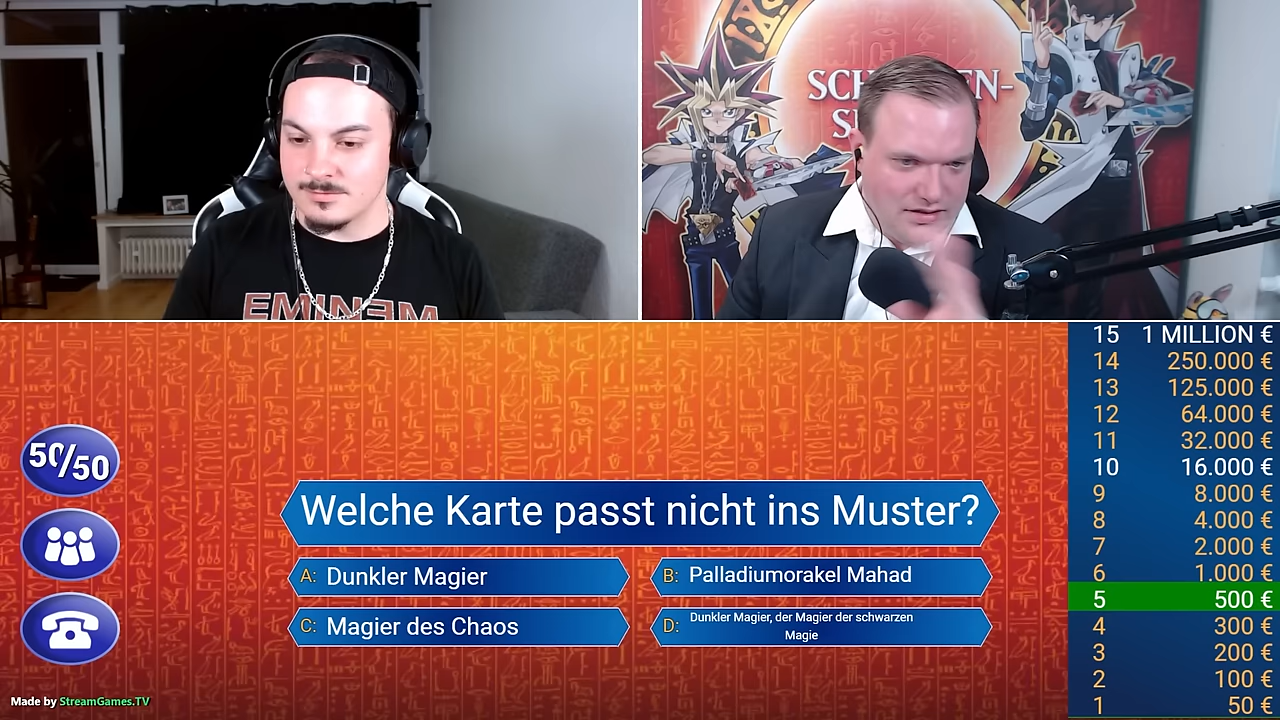 SCH EN-
S
EMINEM
15 1 MILLION €
14 250.000 €
13 125.000 €
12 64.000 €
11 32.000 €
10 16.000 €
9 8.000 €
8 4.000 €
7 2.000 €
6 1.000 €
5 500 €
4 300 €
3 200 €
2 100 €
1 50 €
50/50
Welche Karte passt nicht ins Muster?
A: Dunkler Magier
B: Palladiumorakel Mahad
C: Magier des Chaos
D: Dunkler Magier, der Magier der schwarzen
Magie
Made by StreamGames.TV